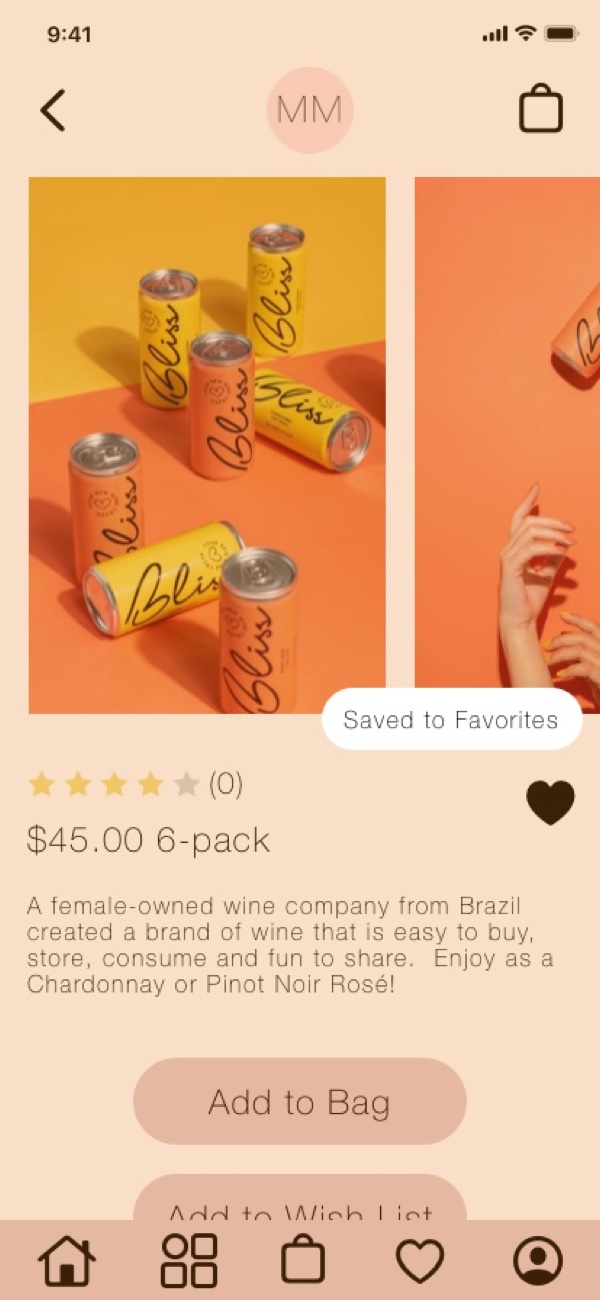 9:41
MM
Bliss
Bliss
Bliss
Bliss
Bliss
Bliss
Bliss
Saved to Favorites
(0)
$45.00 6-pack
A female-owned wine company from Brazil
created a brand of wine that is easy to buy,
store, consume and fun to share. Enjoy as a
Chardonnay or Pinot Noir Rosé!
Add to Bag
Add to Wish List